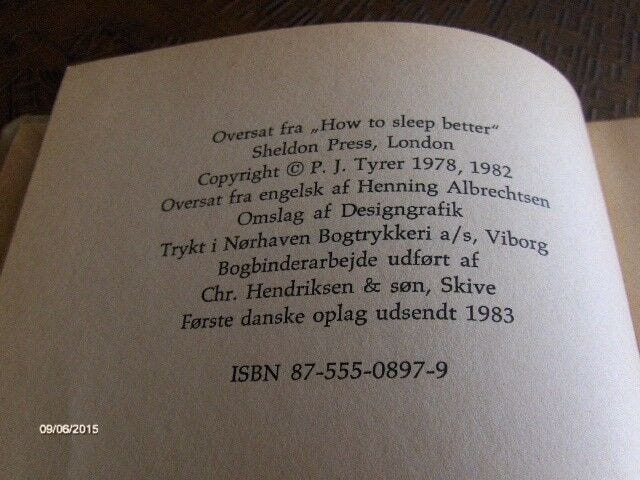 Oversat fra „How to sleep better“
Sheldon Press, London
Copyright © P. J. Tyrer 1978, 1982
Oversat fra engelsk af Henning Albrechtsen
Omslag af Designgrafik
Trykt i Nørhaven Bogtrykkeri a/s, Viborg
Bogbinderarbejde udført af
Chr. Hendriksen & søn, Skive
Første danske oplag udsendt 1983
ISBN 87-555-0897-9
09/06/2015